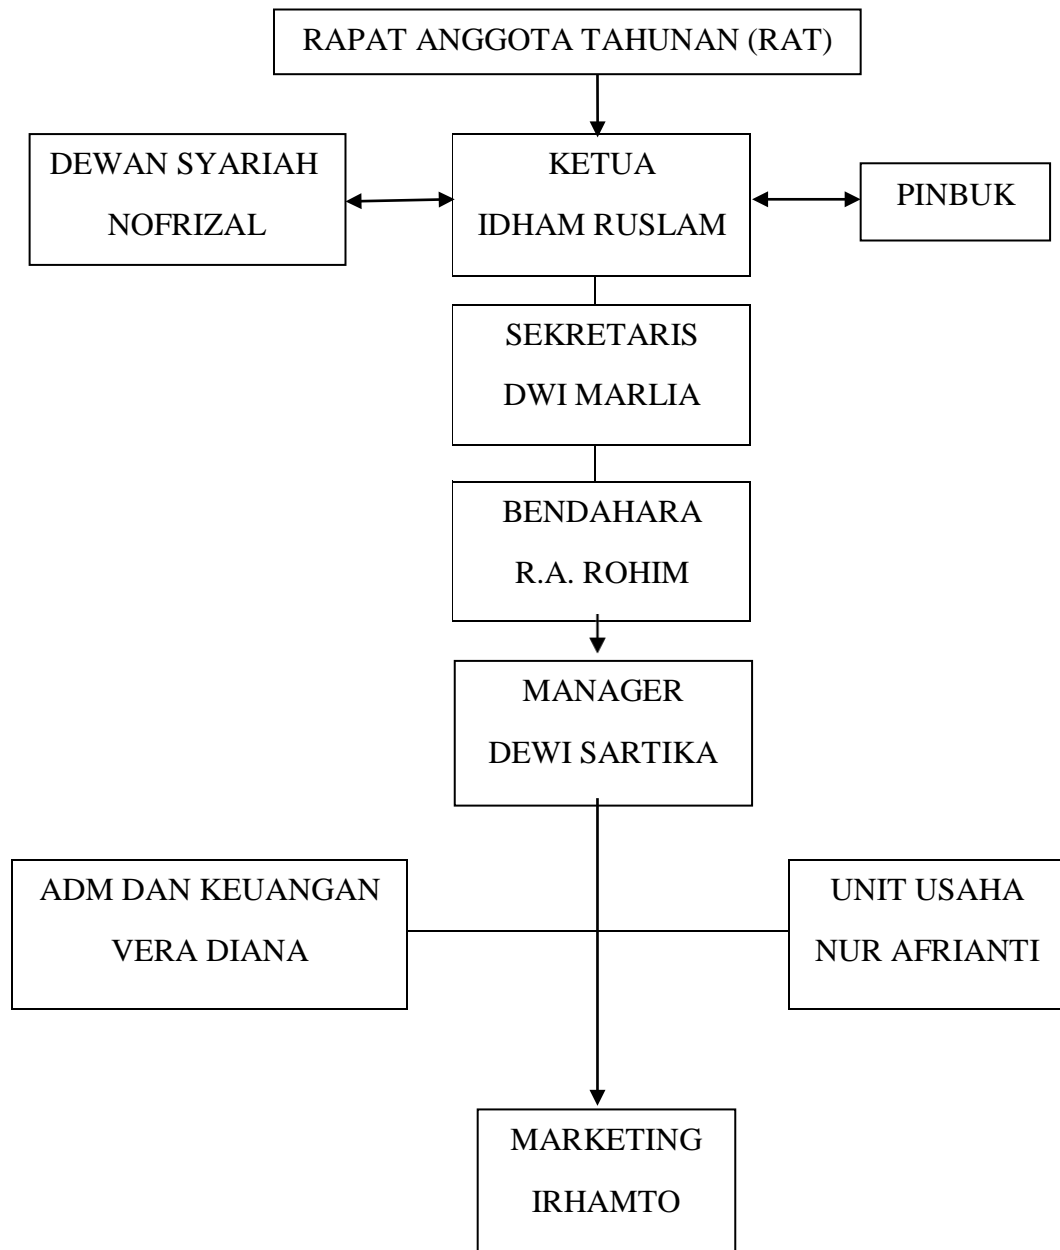 RAPAT ANGGOTA TAHUNAN (RAT)
DEWAN SYARIAH
NOFRIZAL
KETUA
IDHAM RUSLAM
PINBUK
SEKRETARIS
DWI MARLIA
BENDAHARA
R.A. ROHIM
MANAGER
DEWI SARTIKA
ADM DAN KEUANGAN
VERA DIANA
UNIT USAHA
NUR AFRIANTI
MARKETING
IRHAMTO